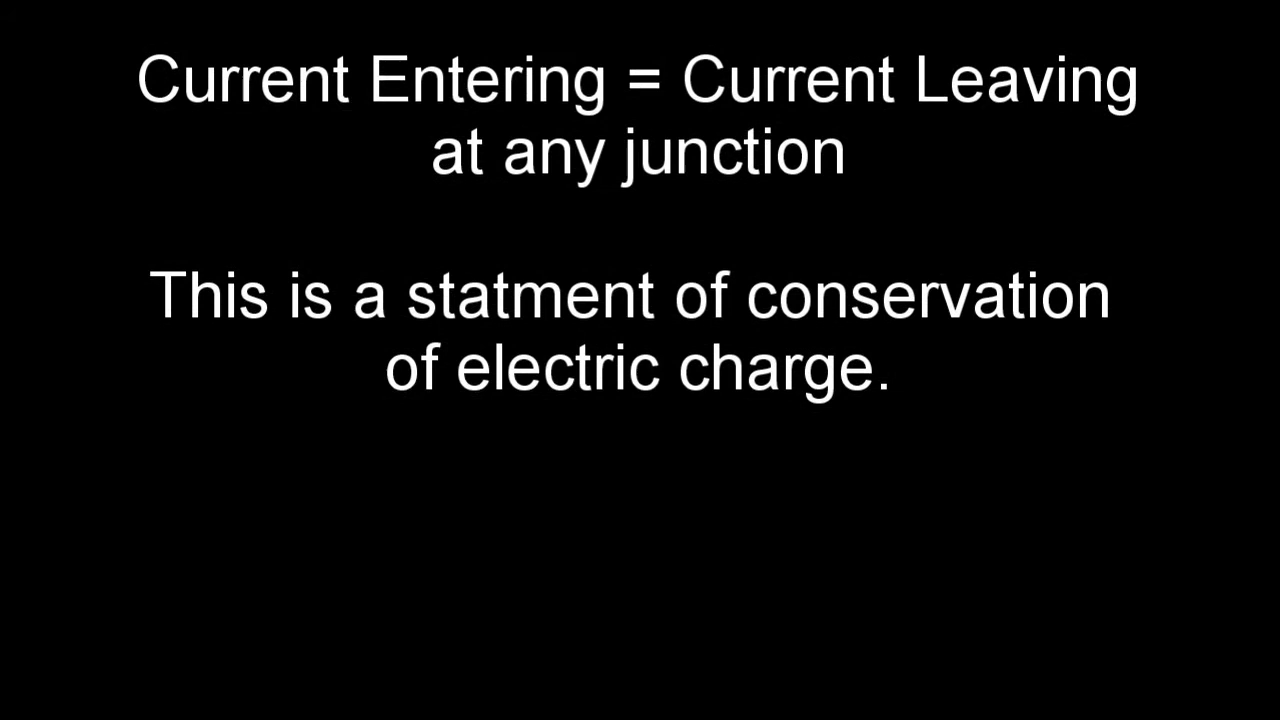 Current Entering = Current Leaving
at any junction
This is a statment of conservation
of electric charge.